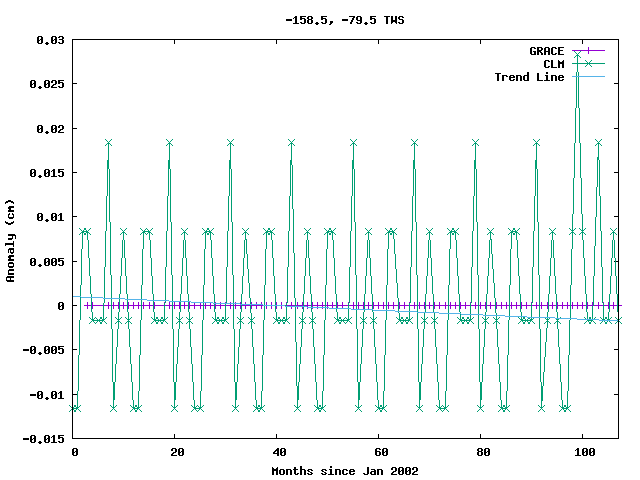 -158.5, -79.5 TWS
GRACE
CLM
Trend Line
0.03
0.025
0.02
0.015
0.01
0.005
0
-0.005
-0.01
-0.015
Anomaly (cm)
0 20 40 60 80 100
Months since Jan 2002